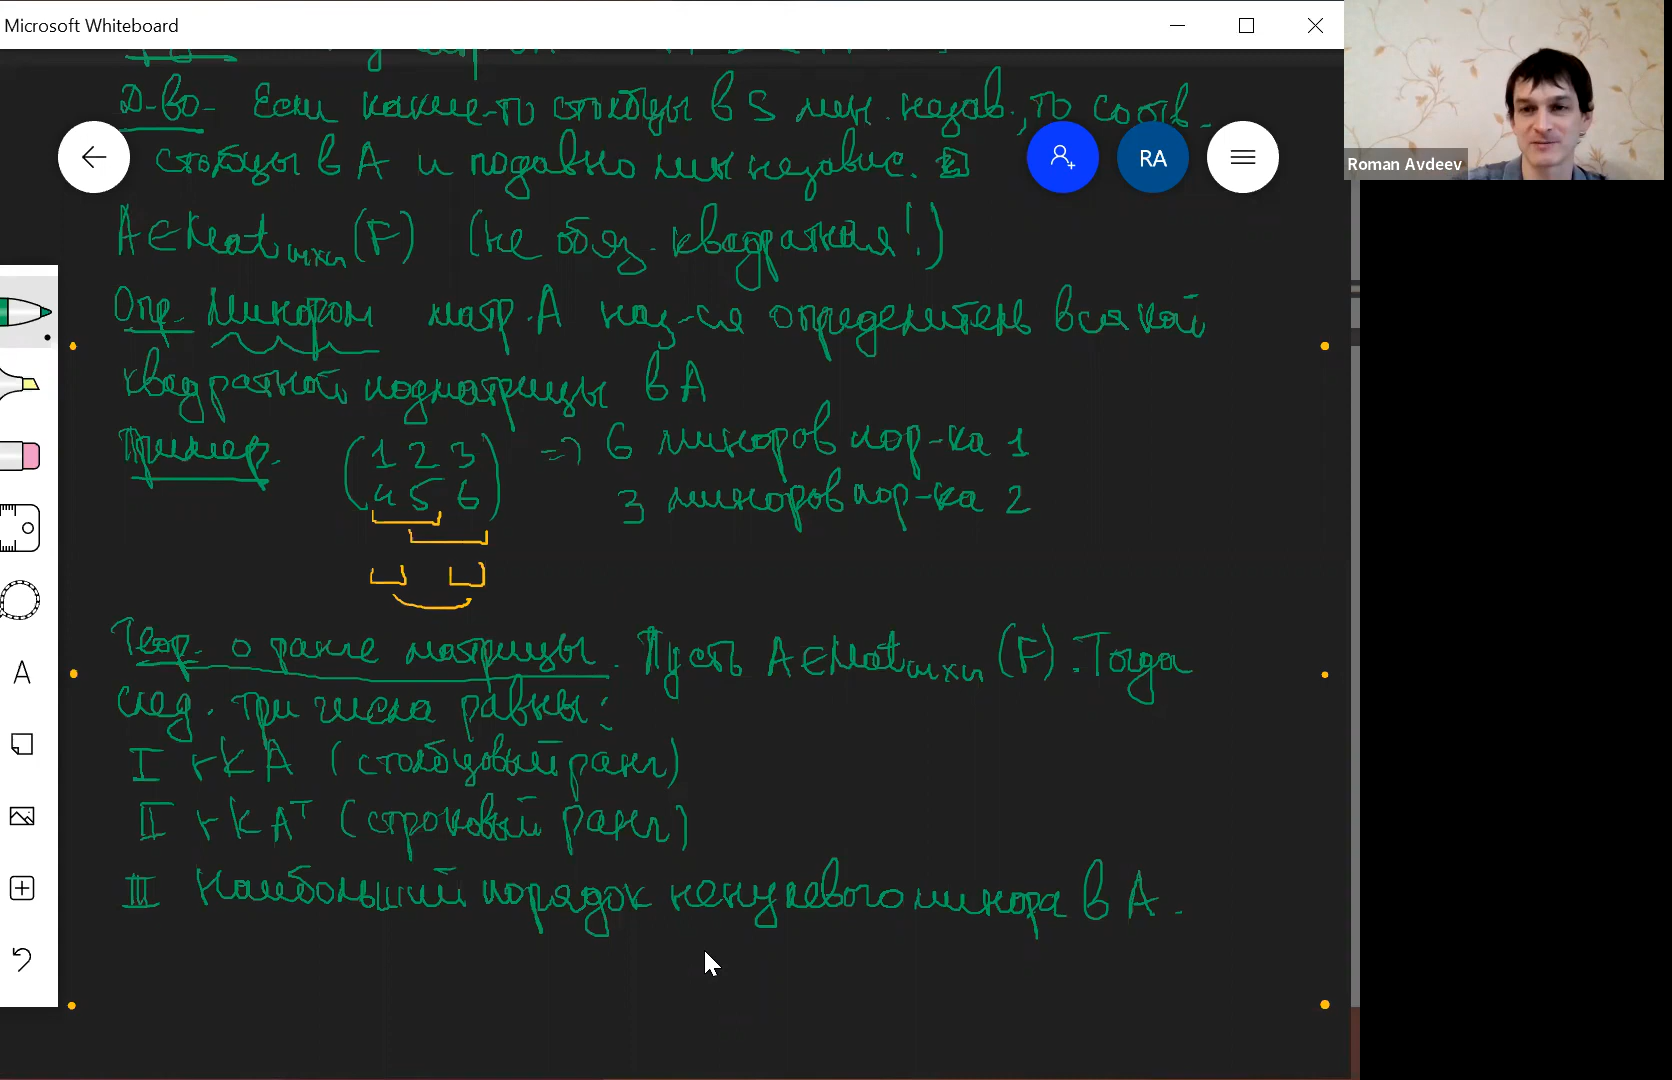 Microsoft Whiteboard
Д-во- Если какие-то столбцы в S лин. незав., то соотв.
столбцы в A и подавно лин независ.
RA
Roman Avdeev
A∈Mat_{m×n}(F) (не обяз. квадратная!)
Опр. Минором матр. A наз-ся определитель всякой
квадратной подматрицы в A
Пример. (1 2 3 => 6 миноров пор-ка 1
4 5 6) 3 миноров пор-ка 2
Теор. о ранге матрицы. Пусть A∈Mat_{m×n}(F). Тогда
след. три числа равны:
I rk A (столбцовый ранг)
II rk Aᵀ (строковый ранг)
III Наибольший порядок ненулевого минора в A.
A